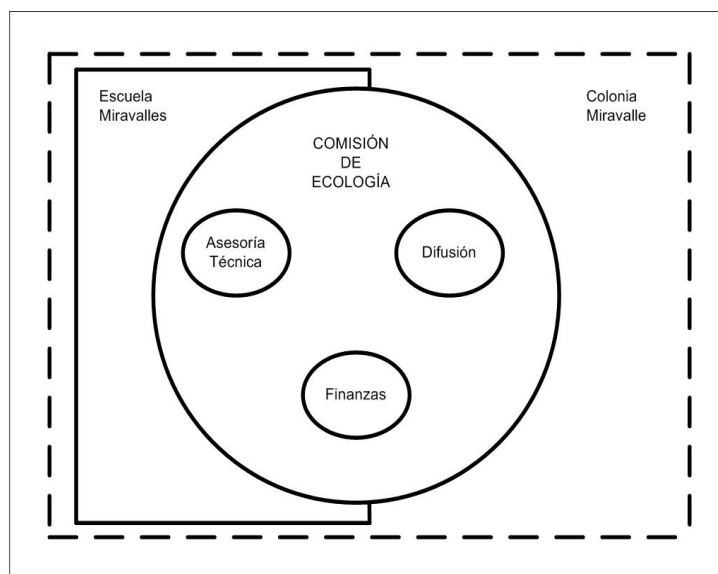 Escuela
Miravalles
Colonia
Miravalle
COMISIÓN
DE
ECOLOGÍA
Asesoría
Técnica
Difusión
Finanzas